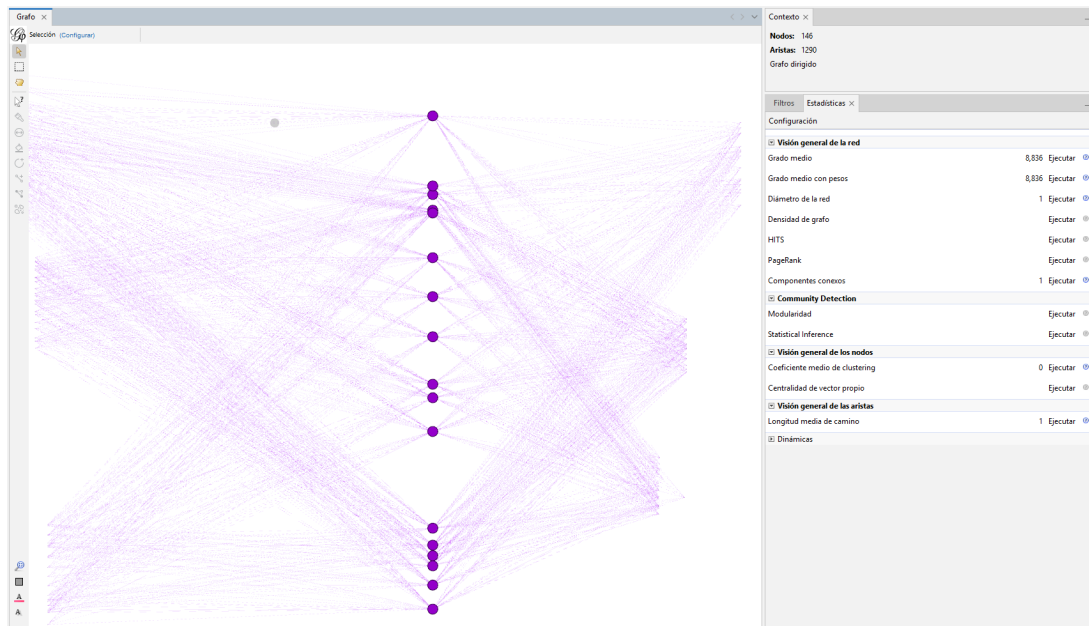 Grafo ×
Selección (Configurar)
Contexto ×
Nodos: 146
Aristas: 1290
Grafo dirigido
Filtros Estadísticas ×
Configuración
Visión general de la red
Grado medio 8,836 Ejecutar
Grado medio con pesos 8,836 Ejecutar
Diámetro de la red 1 Ejecutar
Densidad de grafo Ejecutar
HITS Ejecutar
PageRank Ejecutar
Componentes conexos 1 Ejecutar
Community Detection
Modularidad Ejecutar
Statistical Inference Ejecutar
Visión general de los nodos
Coeficiente medio de clustering 0 Ejecutar
Centralidad de vector propio Ejecutar
Visión general de las aristas
Longitud media de camino 1 Ejecutar
Dinámicas
A
A